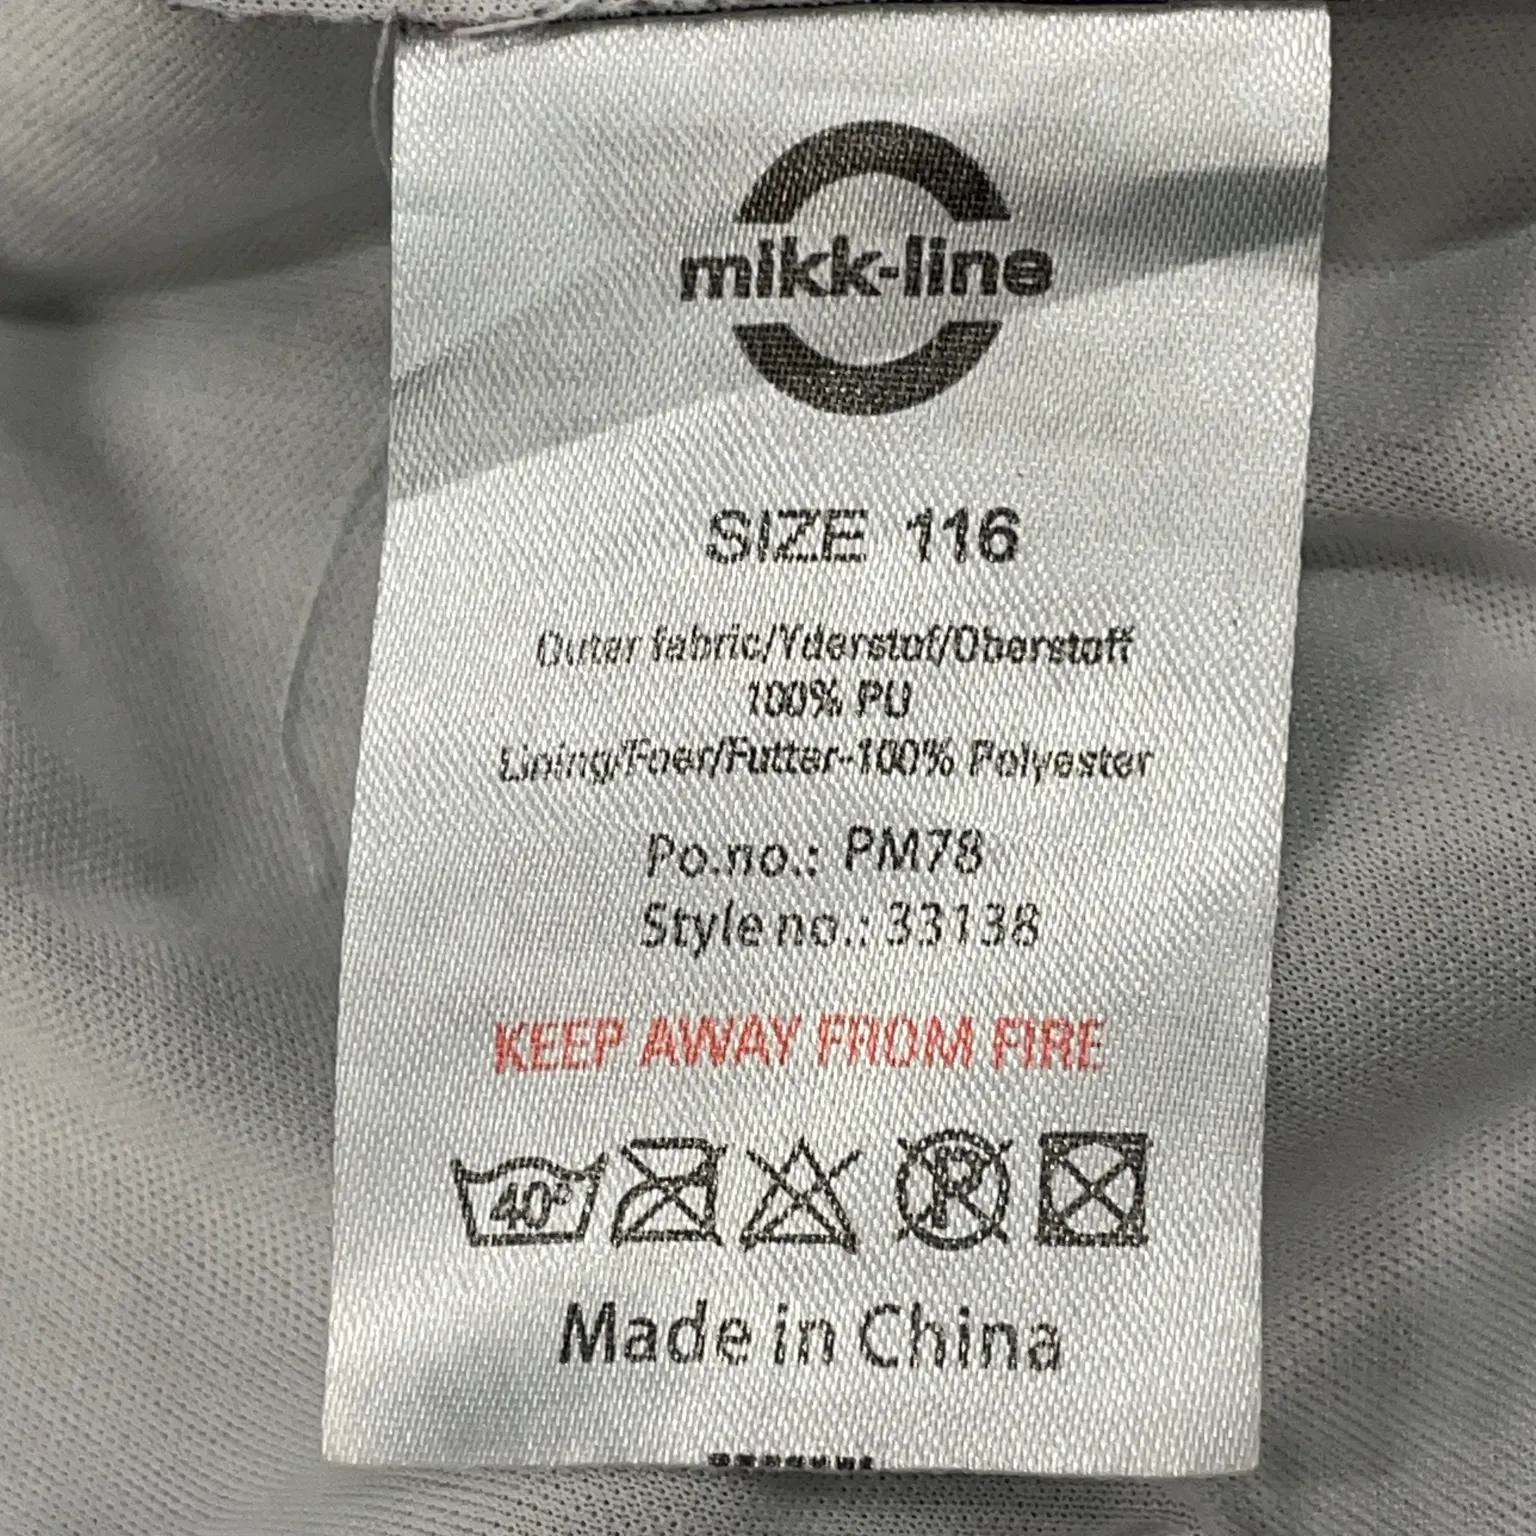 mikk-line
SIZE 116
Outer fabric/Yderstof/Oberstoff
100% PU
Lining/Foer/Futter-100% Polyester
Po.no.: PM78
Style no.: 33138
KEEP AWAY FROM FIRE
40° P
Made in China